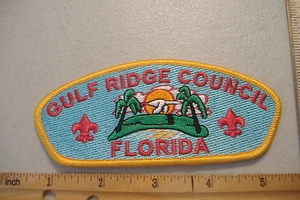 GULF RIDGE COUNCIL
FLORIDA
inch 1 2 3 4 5